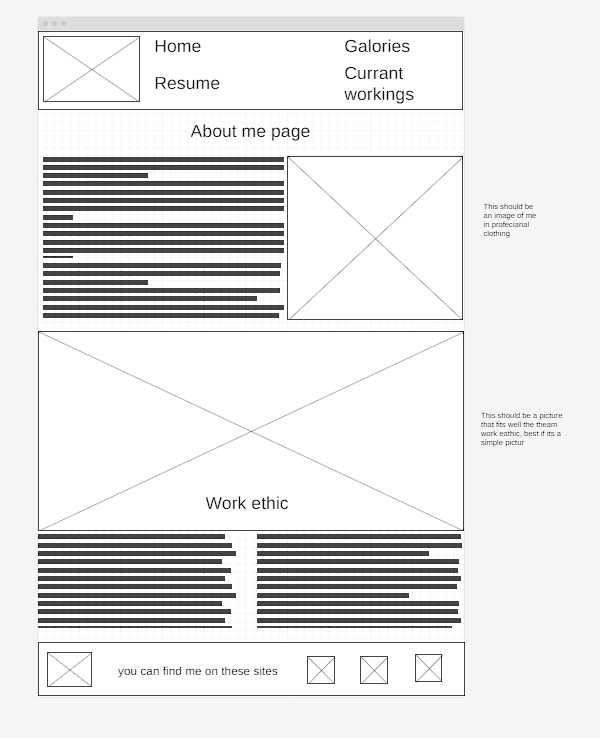 Home
Galories
Resume
Currant
workings
About me page
This should be
an image of me
in profecianal
clothing
This should be a picture
that fits well the theam
work eathic, best if its a
simple pictur
Work ethic
you can find me on these sites